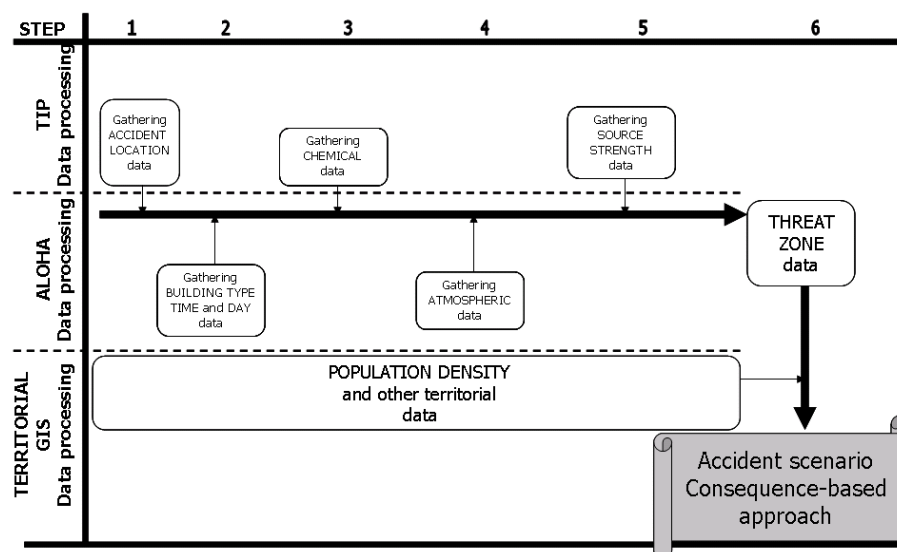 STEP 1 2 3 4 5 6
TIP
Data processing
Gathering
ACCIDENT
LOCATION
data
Gathering
CHEMICAL
data
Gathering
SOURCE
STRENGTH
data
ALOHA
Data processing
Gathering
BUILDING TYPE
TIME and DAY
data
Gathering
ATMOSPHERIC
data
THREAT
ZONE
data
TERRITORIAL
GIS
Data processing
POPULATION DENSITY
and other territorial
data
Accident scenario
Consequence-based
approach